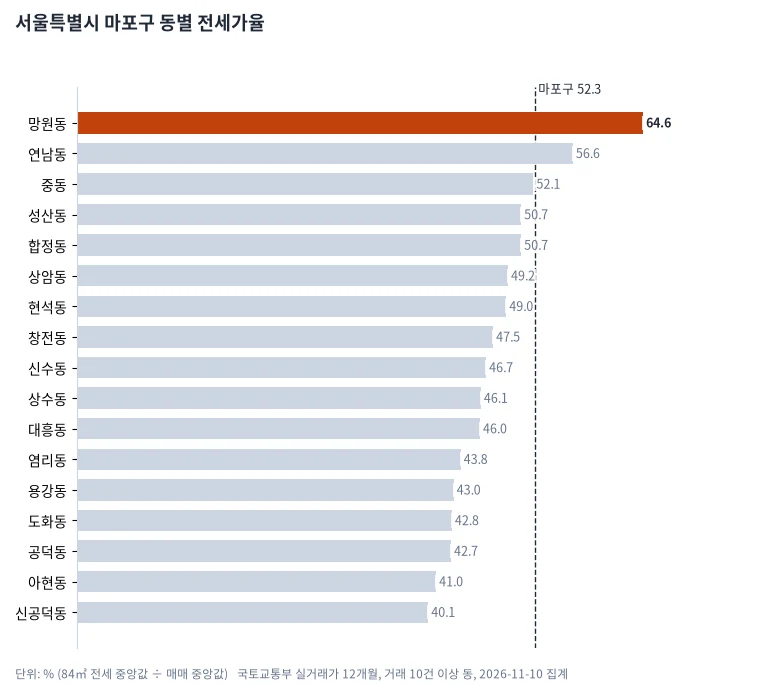 서울특별시 마포구 동별 전세가율
마포구 52.3
망원동 64.6
연남동 56.6
중동 52.1
성산동 50.7
합정동 50.7
상암동 49.2
현석동 49.0
창전동 47.5
신수동 46.7
상수동 46.1
대흥동 46.0
염리동 43.8
용강동 43.0
도화동 42.8
공덕동 42.7
아현동 41.0
신공덕동 40.1
단위: % (84㎡ 전세 중앙값 ÷ 매매 중앙값) 국토교통부 실거래가 12개월, 거래 10건 이상 동, 2026-11-10 집계